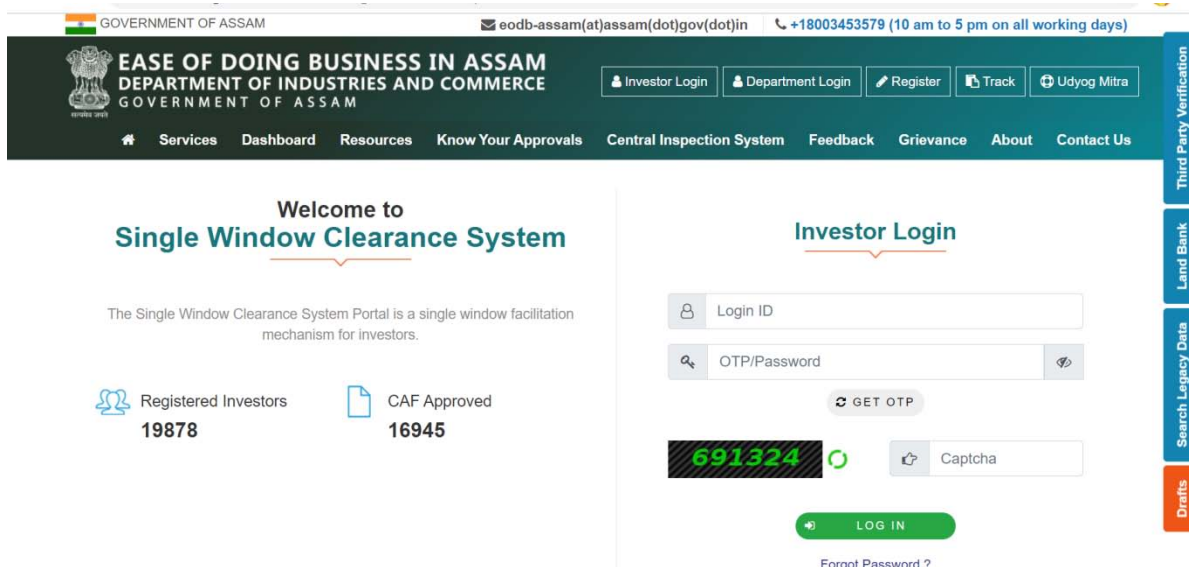 GOVERNMENT OF ASSAM
eodb-assam(at)assam(dot)gov(dot)in
+18003453579 (10 am to 5 pm on all working days)
EASE OF DOING BUSINESS IN ASSAM
DEPARTMENT OF INDUSTRIES AND COMMERCE
GOVERNMENT OF ASSAM
सत्यमेव जयते
Investor Login
Department Login
Register
Track
Udyog Mitra
Services Dashboard Resources Know Your Approvals Central Inspection System Feedback Grievance About Contact Us
Welcome to
Single Window Clearance System
The Single Window Clearance System Portal is a single window facilitation
mechanism for investors.
Registered Investors
19878
CAF Approved
16945
Investor Login
Login ID
OTP/Password
GET OTP
691324
Captcha
LOG IN
Forgot Password ?
Third Party Verification
Land Bank
Search Legacy Data
Drafts